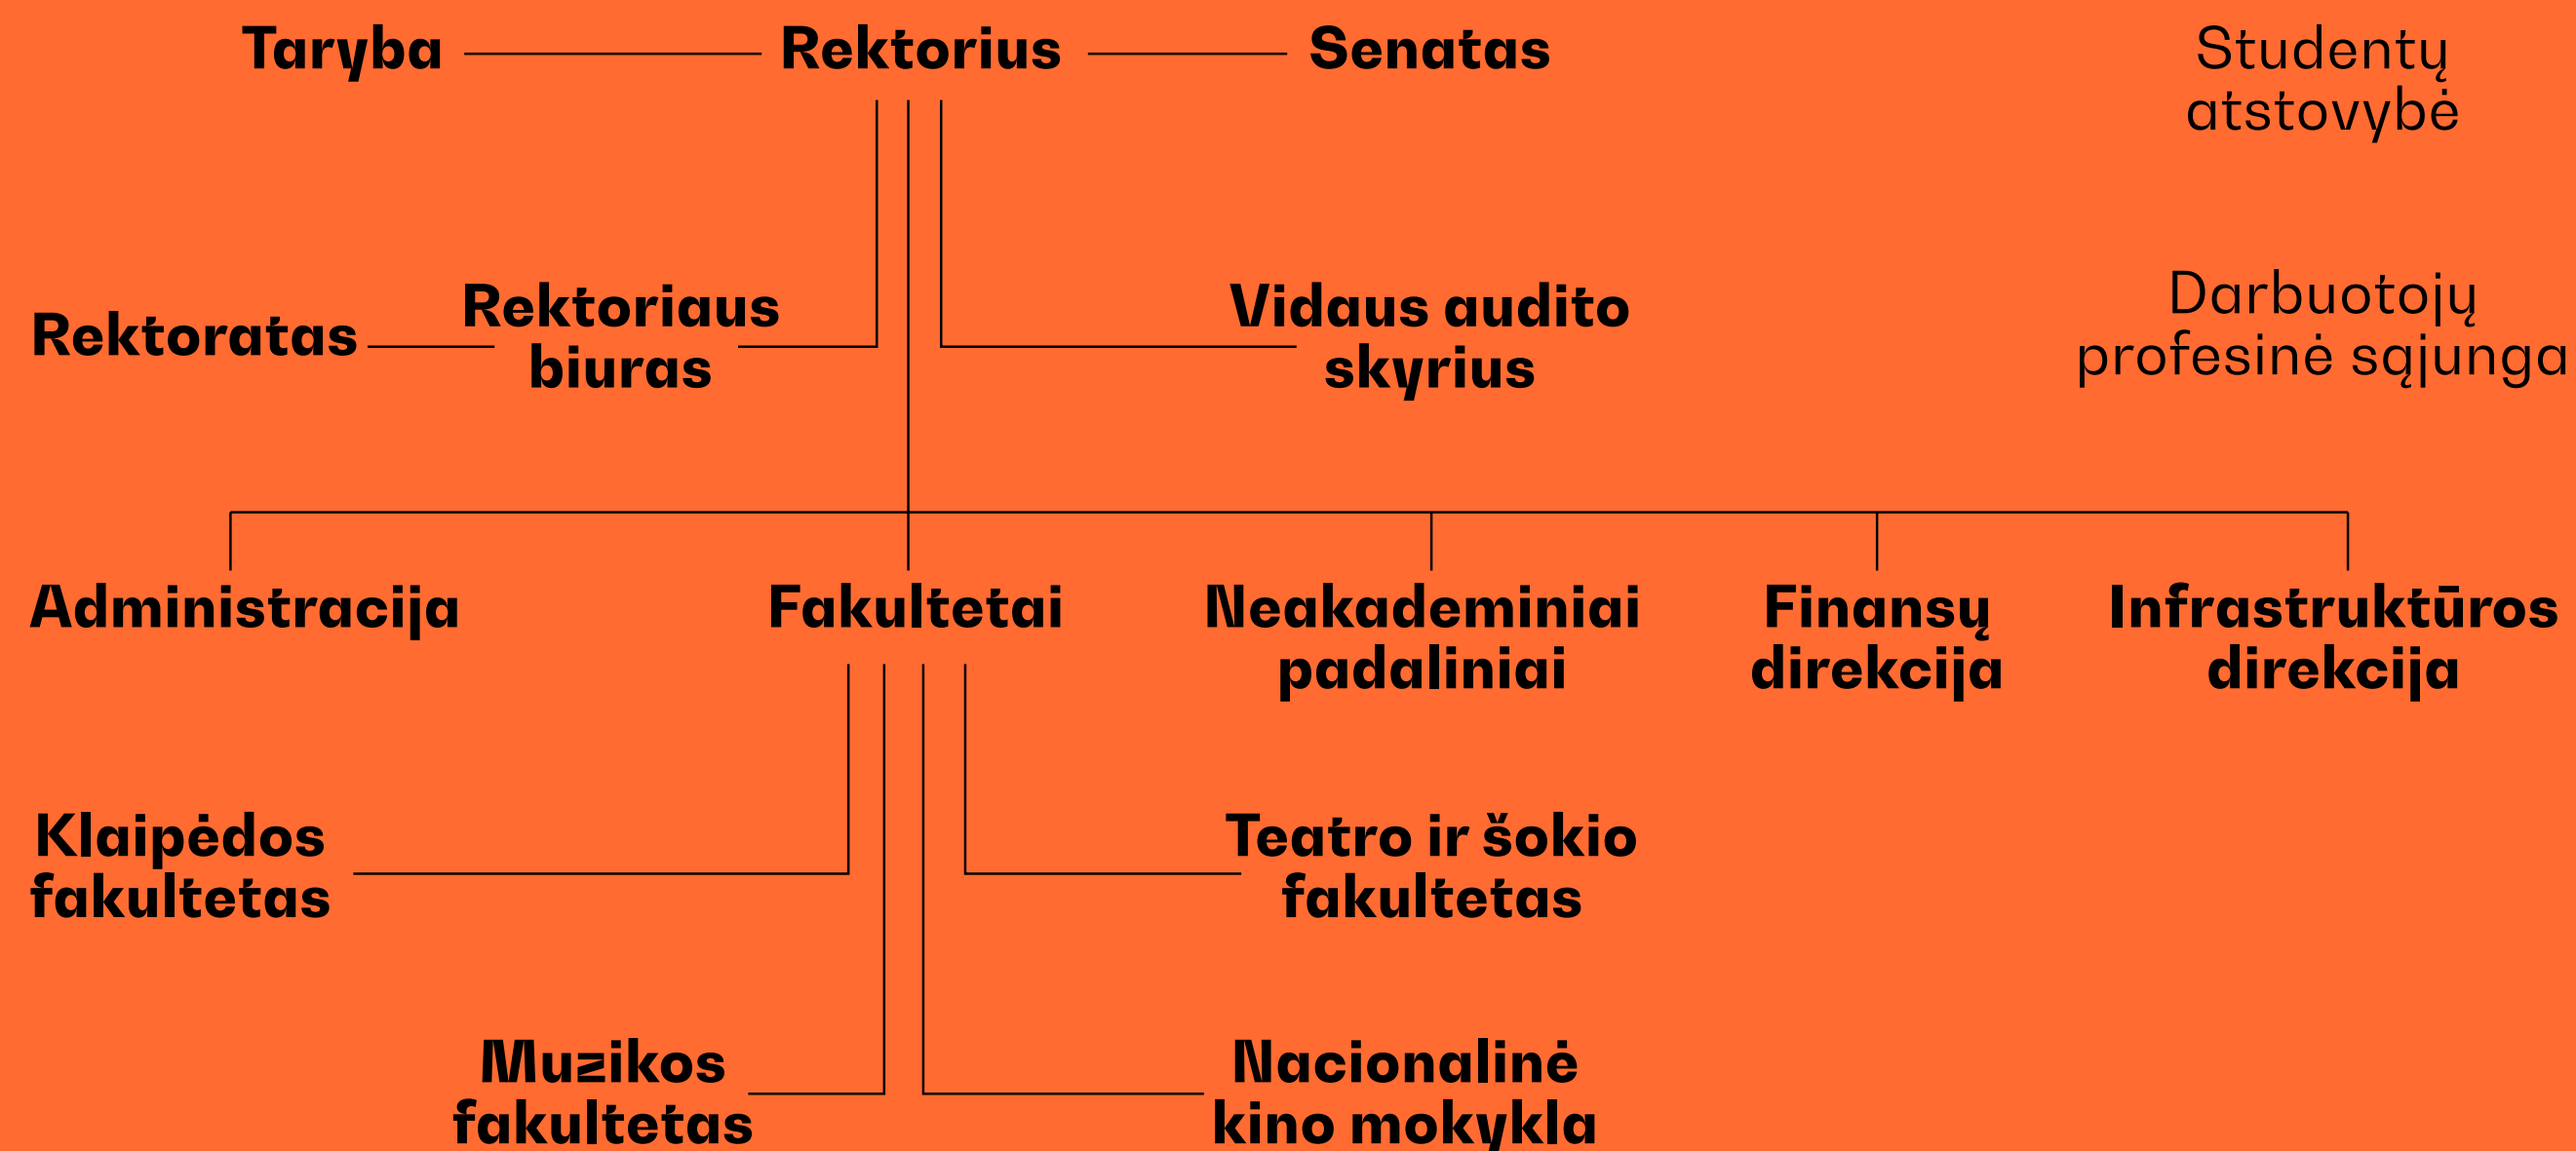 Taryba
Rektorius
Senatas
Studentų
atstovybė
Rektoratas
Rektoriaus
biuras
Vidaus audito
skyrius
Darbuotojų
profesinė sąjunga
Administracija
Fakultetai
Neakademiniai
padaliniai
Finansų
direkcija
Infrastruktūros
direkcija
Klaipėdos
fakultetas
Teatro ir šokio
fakultetas
Muzikos
fakultetas
Nacionalinė
kino mokykla